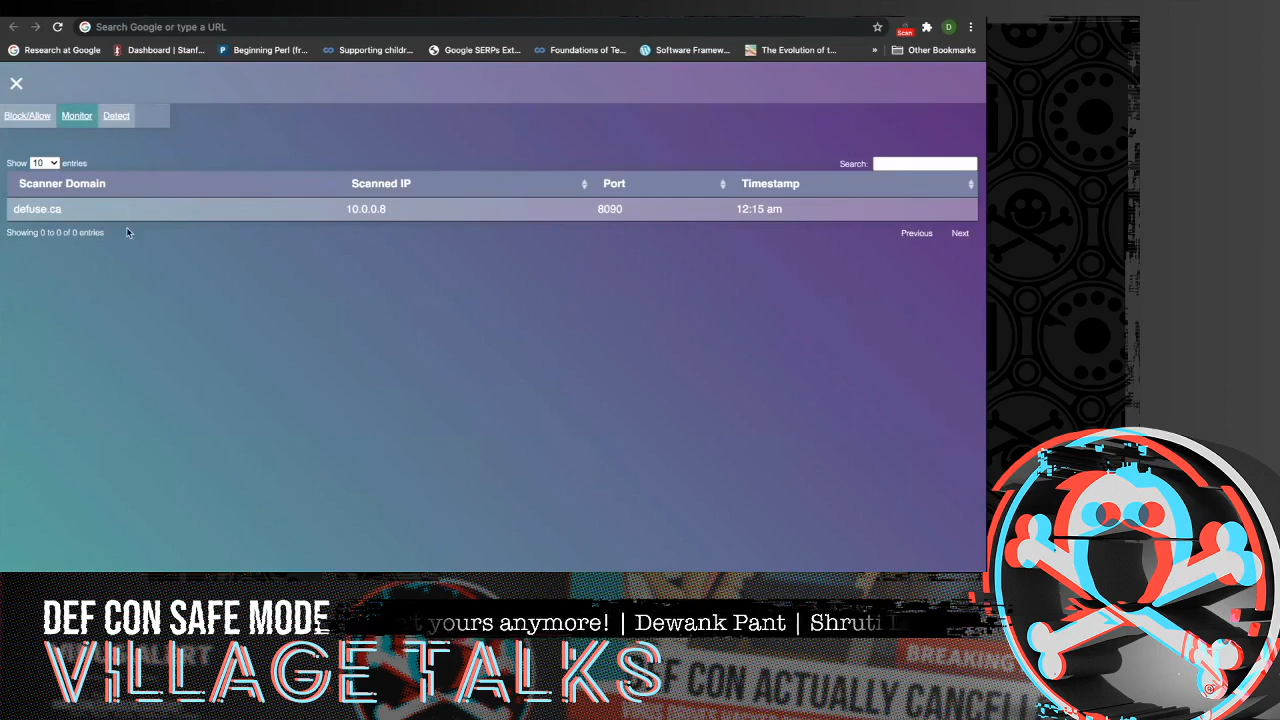 Search Google or type a URL
Scan
D
Research at Google
Dashboard | Stanf...
Beginning Perl (fr...
Supporting childr...
Google SERPs Ext...
Foundations of Te...
Software Framew...
The Evolution of t...
»
Other Bookmarks
Block/Allow
Monitor
Detect
Show 10 entries
Search:
Scanner Domain
Scanned IP
Port
Timestamp
defuse.ca
10.0.0.8
8090
12:15 am
Showing 0 to 0 of 0 entries
Previous
Next
DEF CON SAFE MODE
yours anymore! | Dewank Pant | Shruti
VILLAGE TALKS
BREAKING
DEF CON ACTUALLY CANCELL